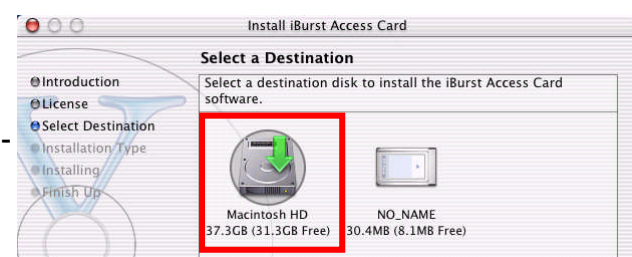 Install iBurst Access Card
Select a Destination
Introduction
License
Select Destination
Installation Type
Installing
Finish Up
Select a destination disk to install the iBurst Access Card
software.
Macintosh HD
37.3GB (31.3GB Free)
NO_NAME
30.4MB (8.1MB Free)